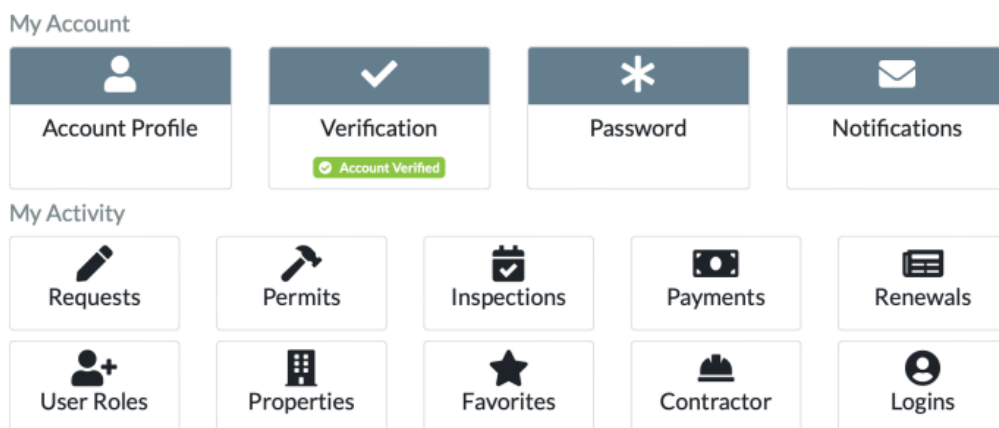 My Account
Account Profile
Verification
Password
Notifications
Account Verified
My Activity
Requests
Permits
Inspections
Payments
Renewals
User Roles
Properties
Favorites
Contractor
Logins